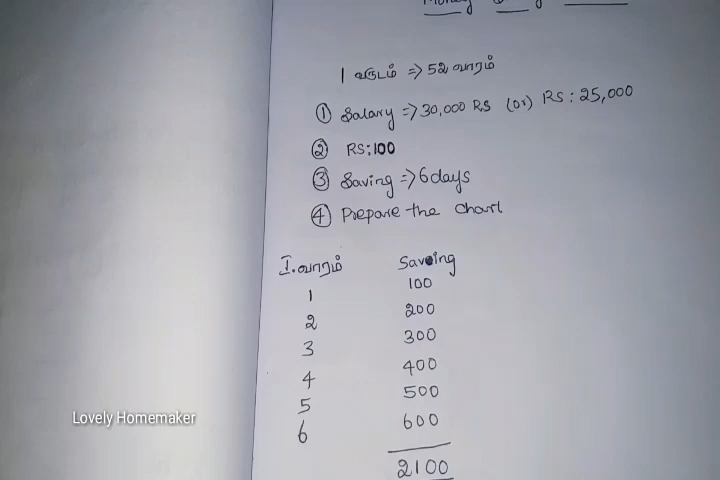 1 வருடம் => 52 வாரம்
① Salary => 30,000 RS (or) RS: 25,000
② RS:100
③ Saving => 6days
④ Prepare the Chart
I. வாரம் Saving
1 100
2 200
3 300
4 400
5 500
6 600
2100
Lovely Homemaker